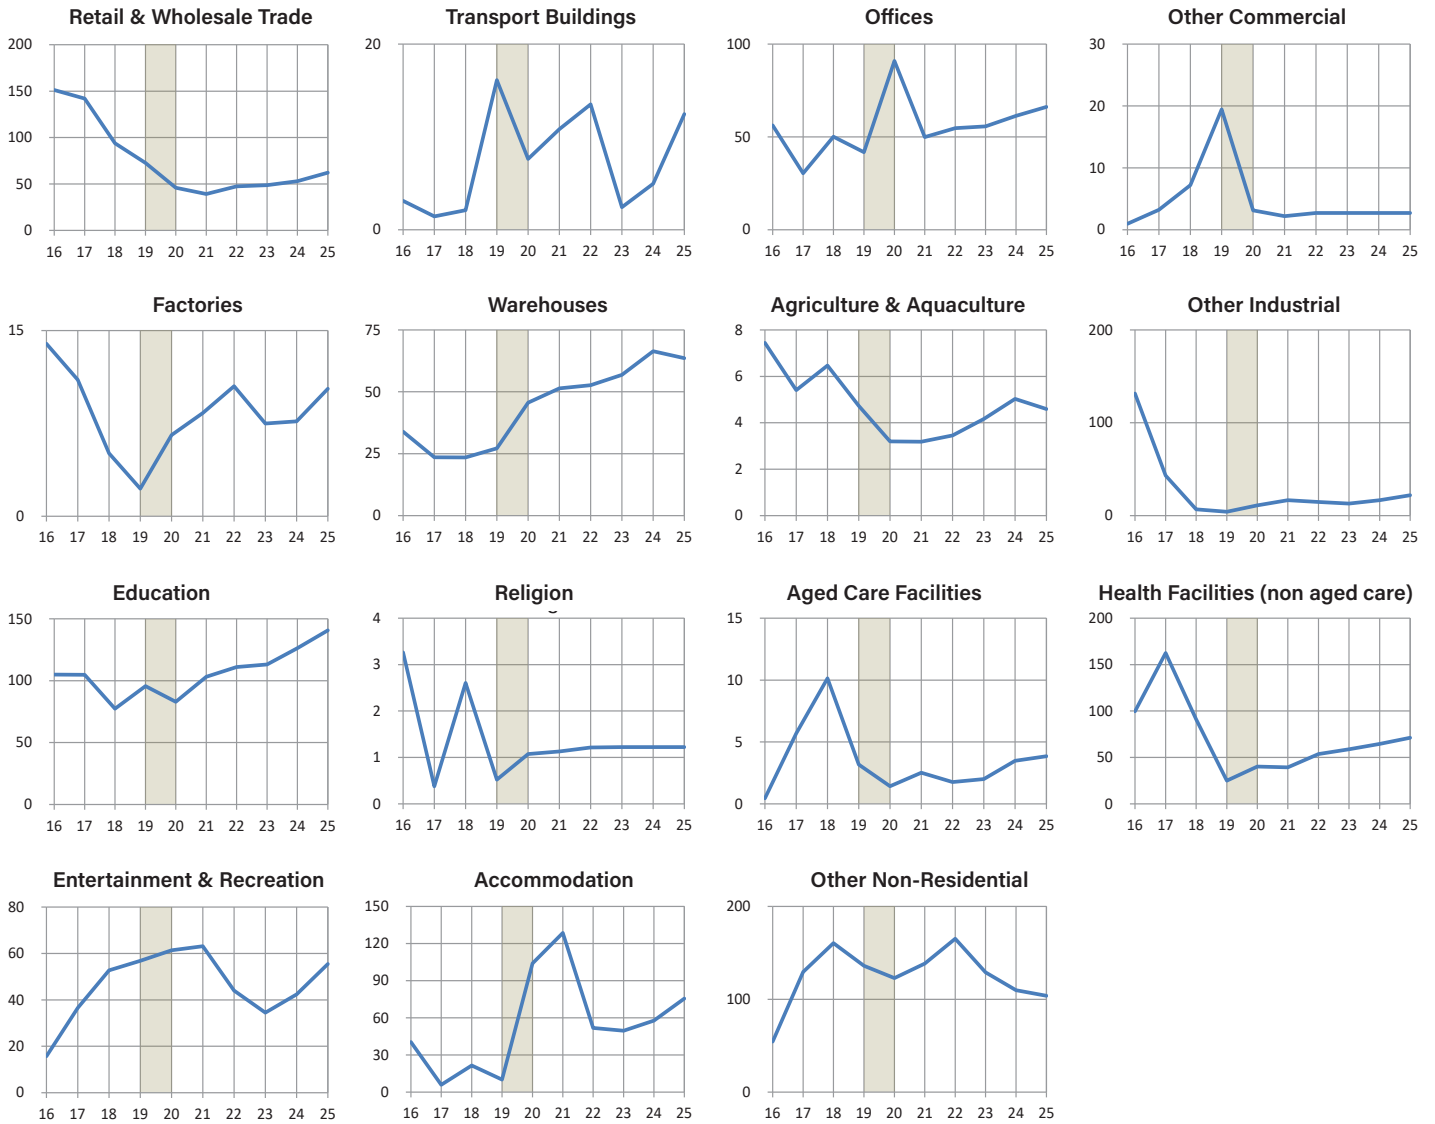 Retail & Wholesale Trade
200
150
100
50
0
16 17 18 19 20 21 22 23 24 25
Transport Buildings
20
0
16 17 18 19 20 21 22 23 24 25
Offices
100
50
0
16 17 18 19 20 21 22 23 24 25
Other Commercial
30
20
10
0
16 17 18 19 20 21 22 23 24 25
Factories
15
0
16 17 18 19 20 21 22 23 24 25
Warehouses
75
50
25
0
16 17 18 19 20 21 22 23 24 25
Agriculture & Aquaculture
8
6
4
2
0
16 17 18 19 20 21 22 23 24 25
Other Industrial
200
100
0
16 17 18 19 20 21 22 23 24 25
Education
150
100
50
0
16 17 18 19 20 21 22 23 24 25
Religion
4
3
2
1
0
16 17 18 19 20 21 22 23 24 25
Aged Care Facilities
15
10
5
0
16 17 18 19 20 21 22 23 24 25
Health Facilities (non aged care)
200
150
100
50
0
16 17 18 19 20 21 22 23 24 25
Entertainment & Recreation
80
60
40
20
0
16 17 18 19 20 21 22 23 24 25
Accommodation
150
120
90
60
30
0
16 17 18 19 20 21 22 23 24 25
Other Non-Residential
200
100
0
16 17 18 19 20 21 22 23 24 25